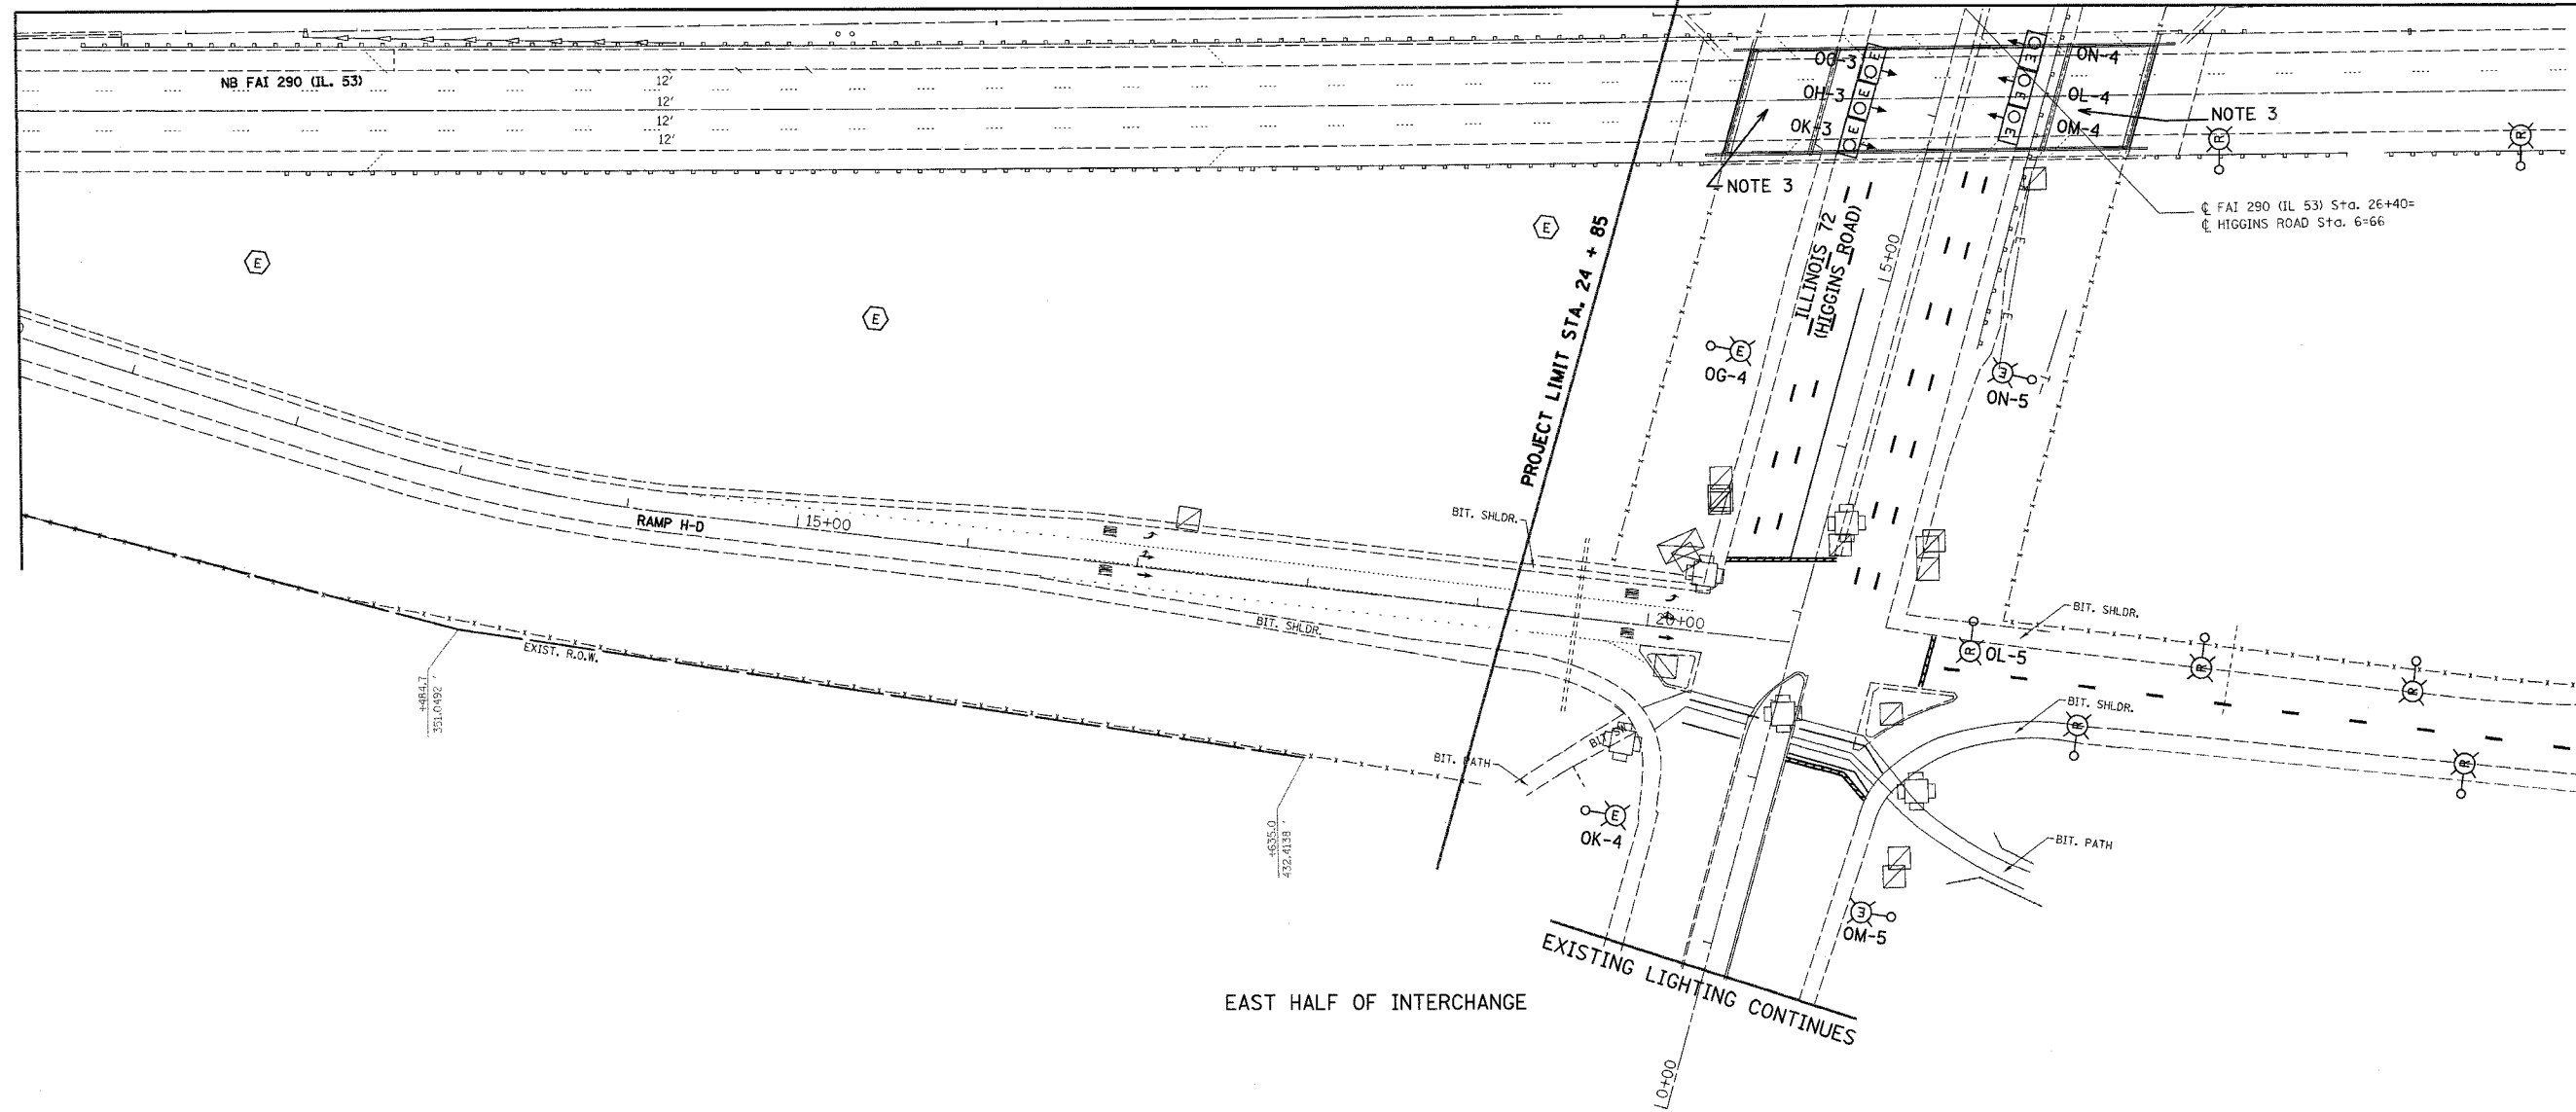 NB FAI 290 (IL. 53)
12'
12'
12'
12'
OG-3
OH-3
OK-3
E
E
E
E
E
E
ON-4
OL-4
OM-4
NOTE 3
NOTE 3
R
R
℄ FAI 290 (IL 53) Sta. 26+40=
℄ HIGGINS ROAD Sta. 6=66
E
E
E
PROJECT LIMIT STA. 24 + 85
ILLINOIS 72
(HIGGINS ROAD)
15+00
E
E
E
OG-4
E
ON-5
RAMP H-D
15+00
BIT. SHLDR.
BIT. SHLDR.
20+00
EXIST. R.O.W.
+484.7
351.0492 '
+635.0
432.4138 '
BIT. SHLDR.
R
OL-5
R
R
BIT. SHLDR.
R
R
BIT. PATH
E
OK-4
BIT. PATH
E
OM-5
EXISTING LIGHTING CONTINUES
EAST HALF OF INTERCHANGE
10+00